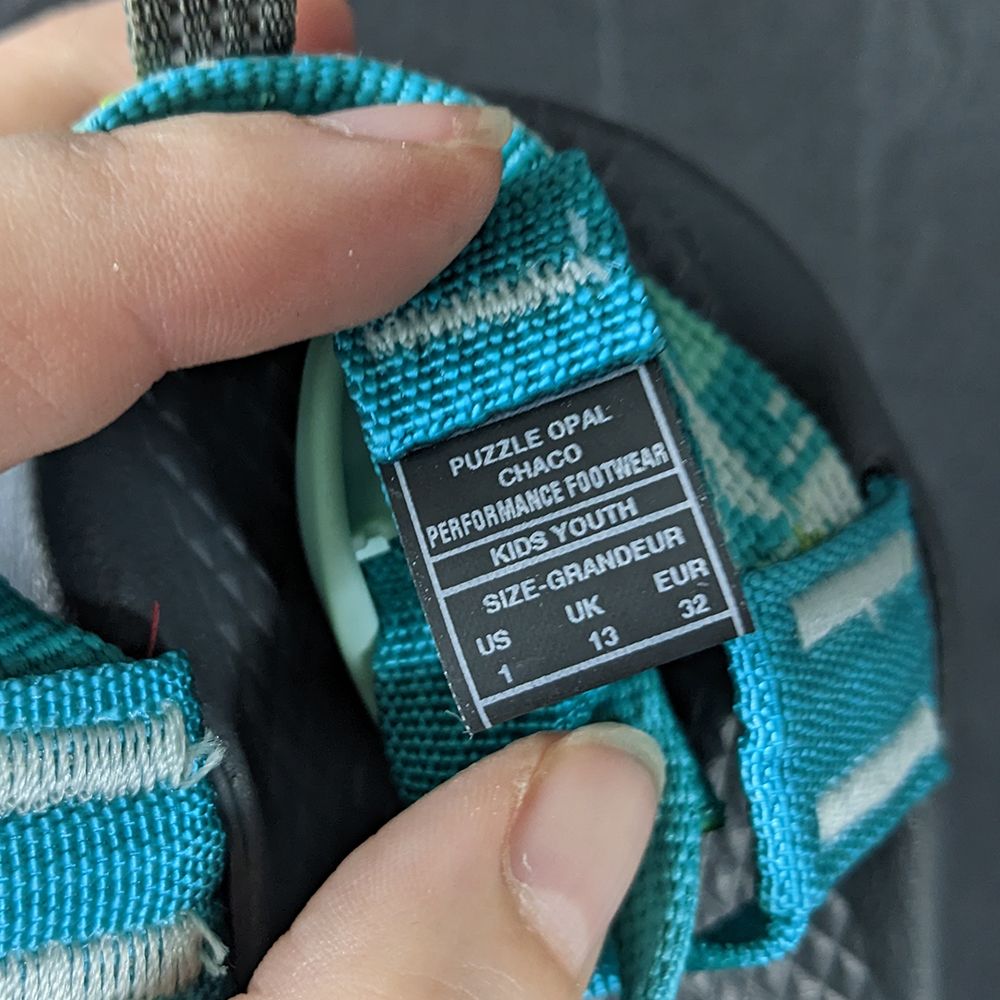 PUZZLE OPAL
CHACO
PERFORMANCE FOOTWEAR
KIDS YOUTH
SIZE-GRANDEUR
US UK EUR
1 13 32